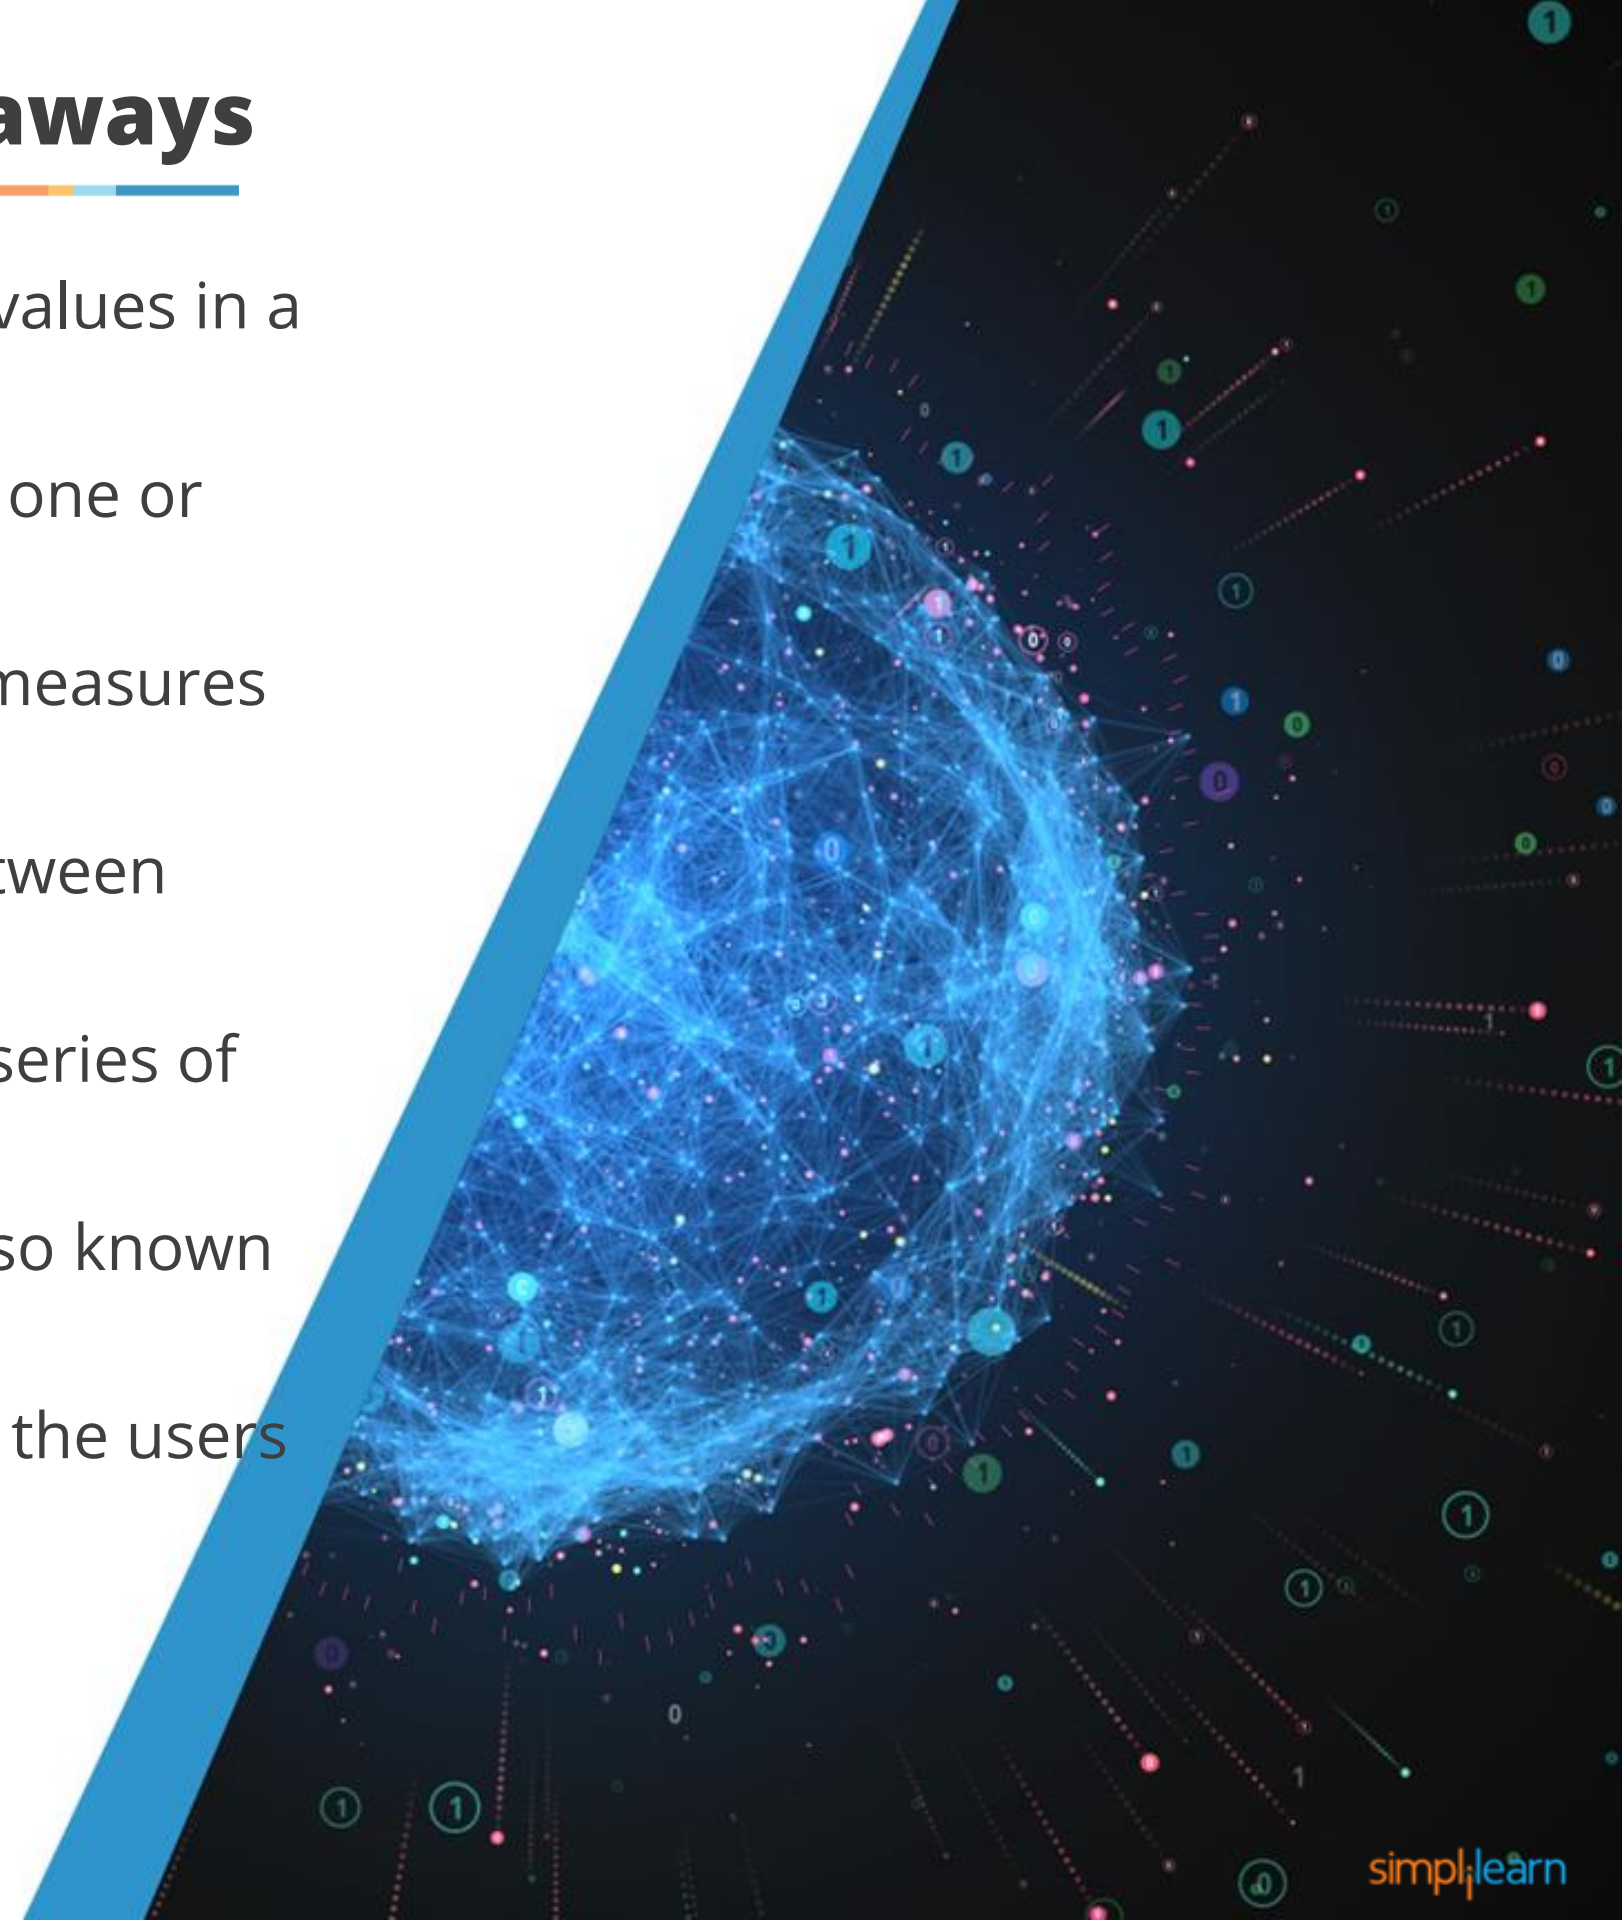 aways
values in a
one or
measures
tween
series of
so known
the users
simplilearn